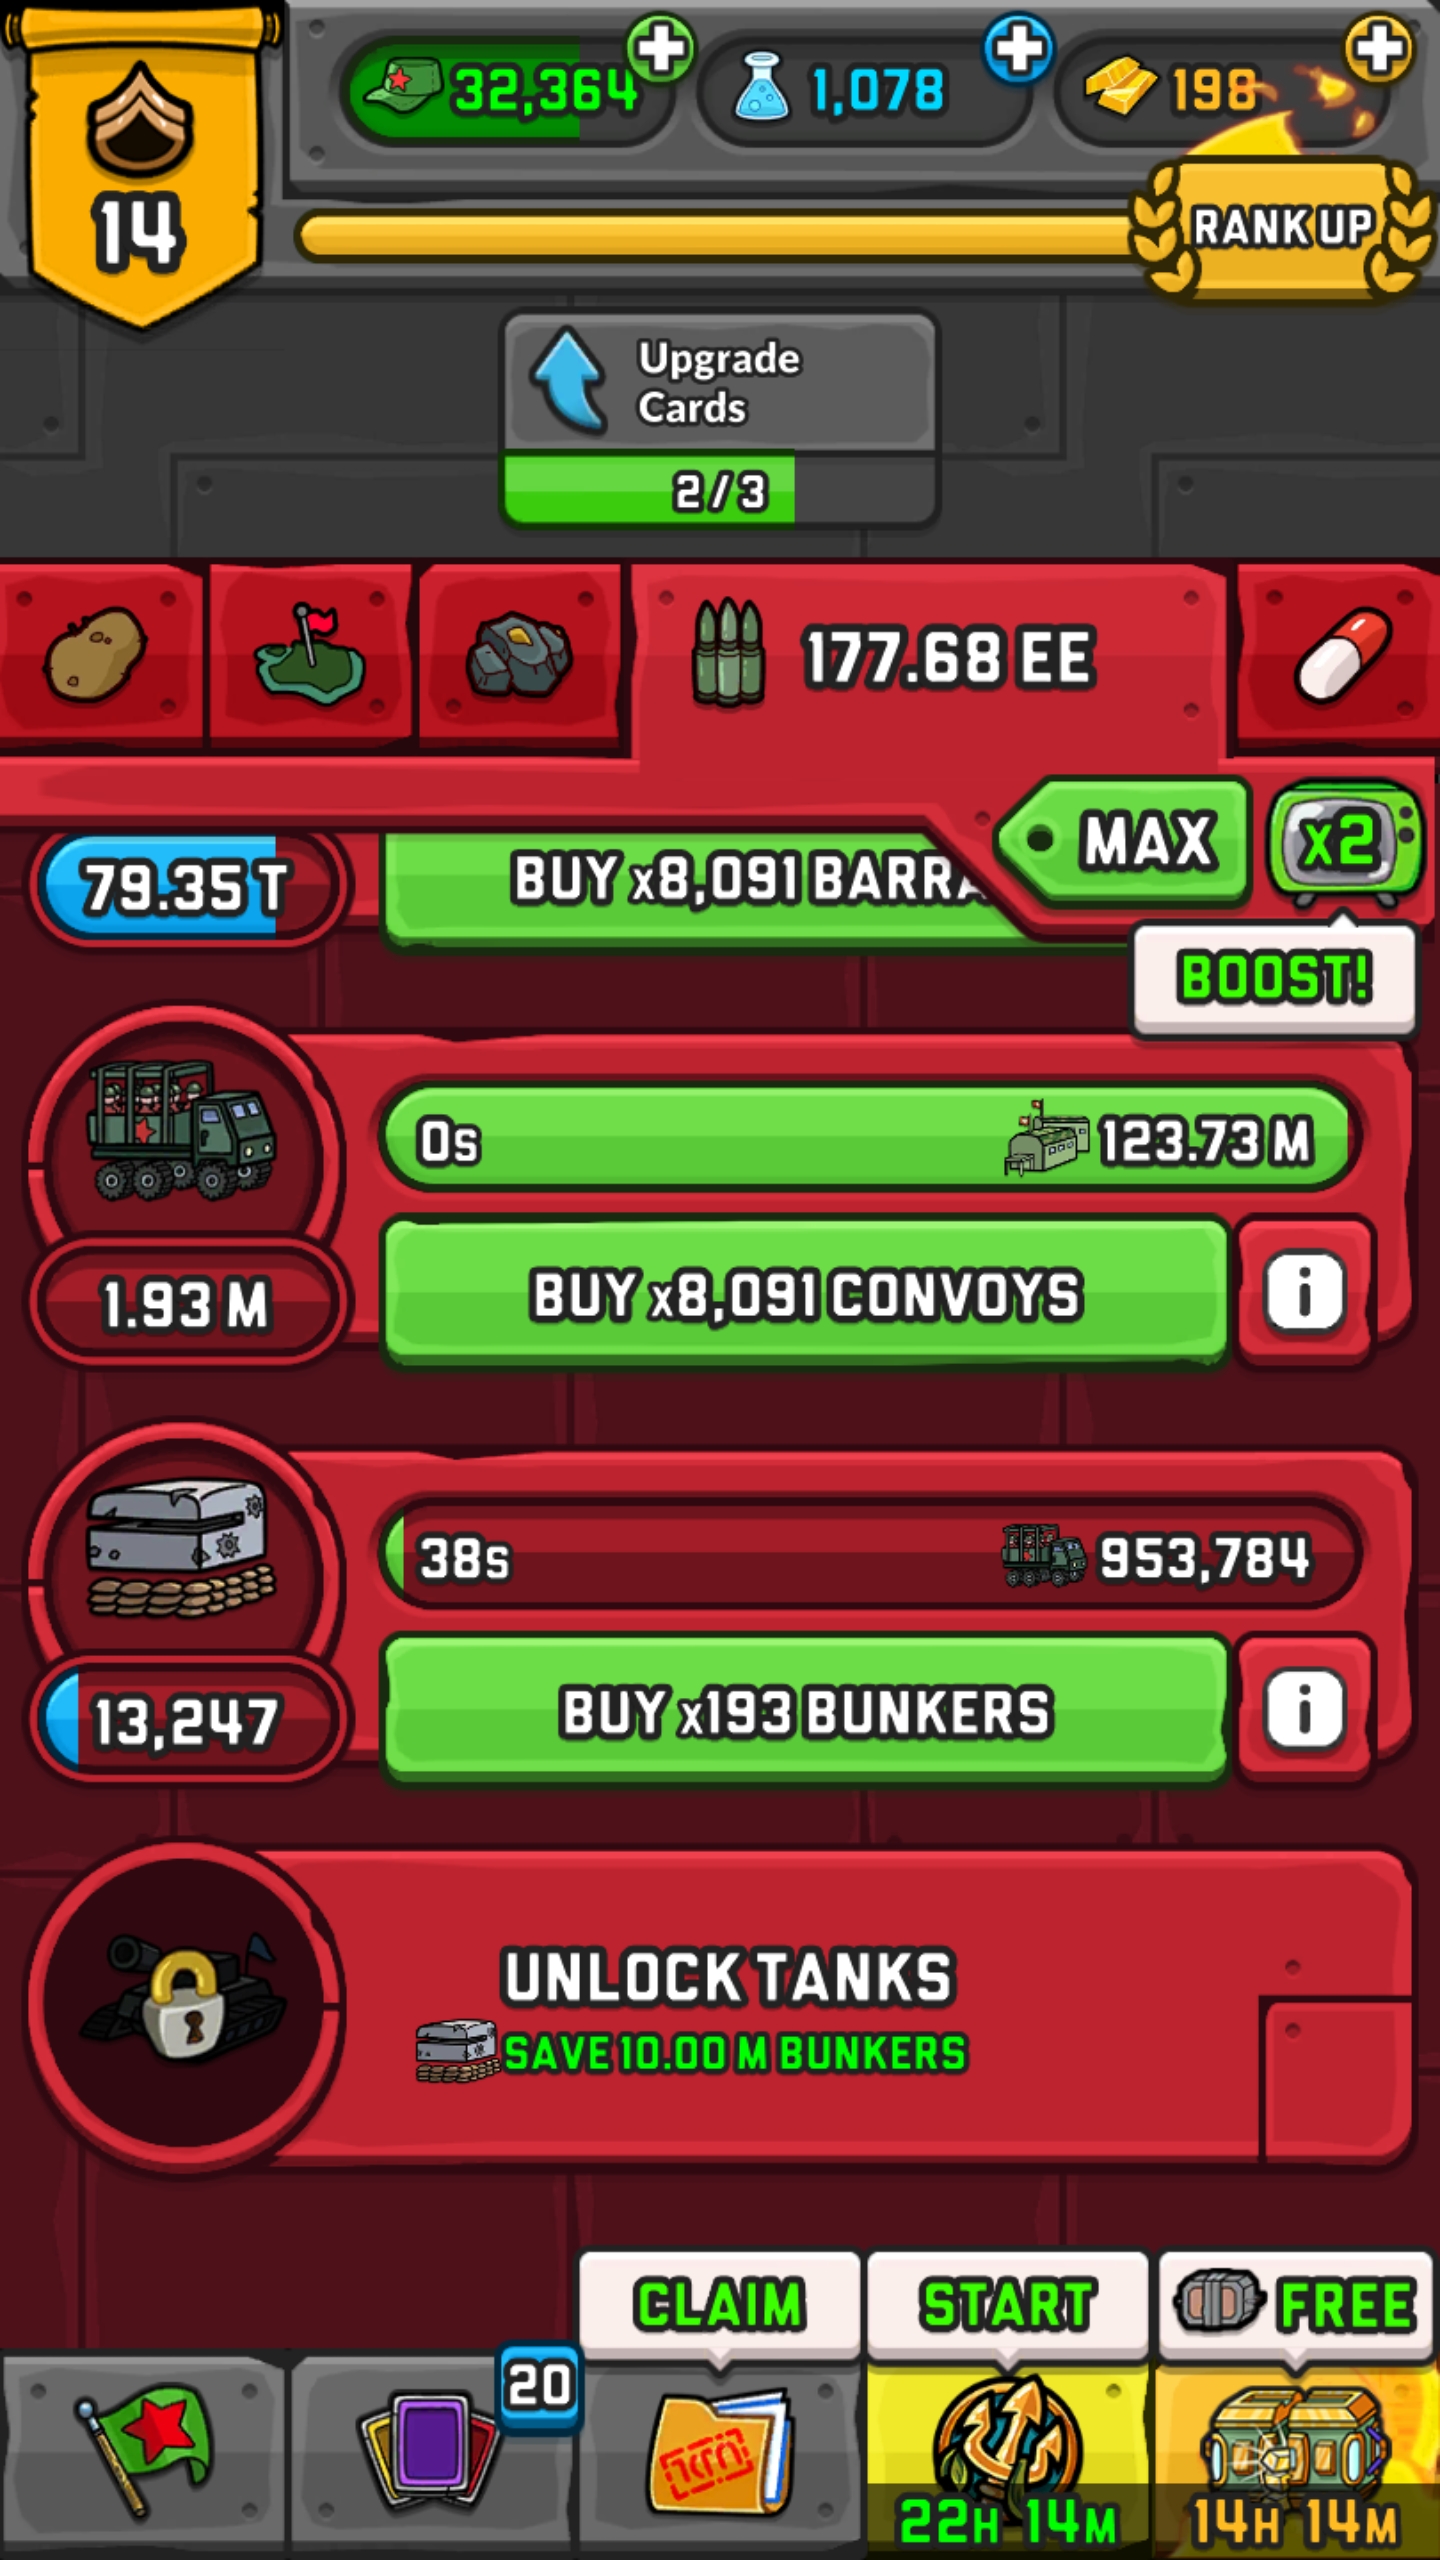 14
32,364
1,078
198
RANK UP
Upgrade
Cards
2/3
177.68 EE
MAX
x2
79.35 T
BUY x8,091 BARRA
BOOST!
0s
123.73 M
1.93 M
BUY x8,091 CONVOYS
i
38s
953,784
13,247
BUY x193 BUNKERS
i
UNLOCK TANKS
SAVE 10.00 M BUNKERS
CLAIM
START
FREE
20
22H 14M
14H 14M